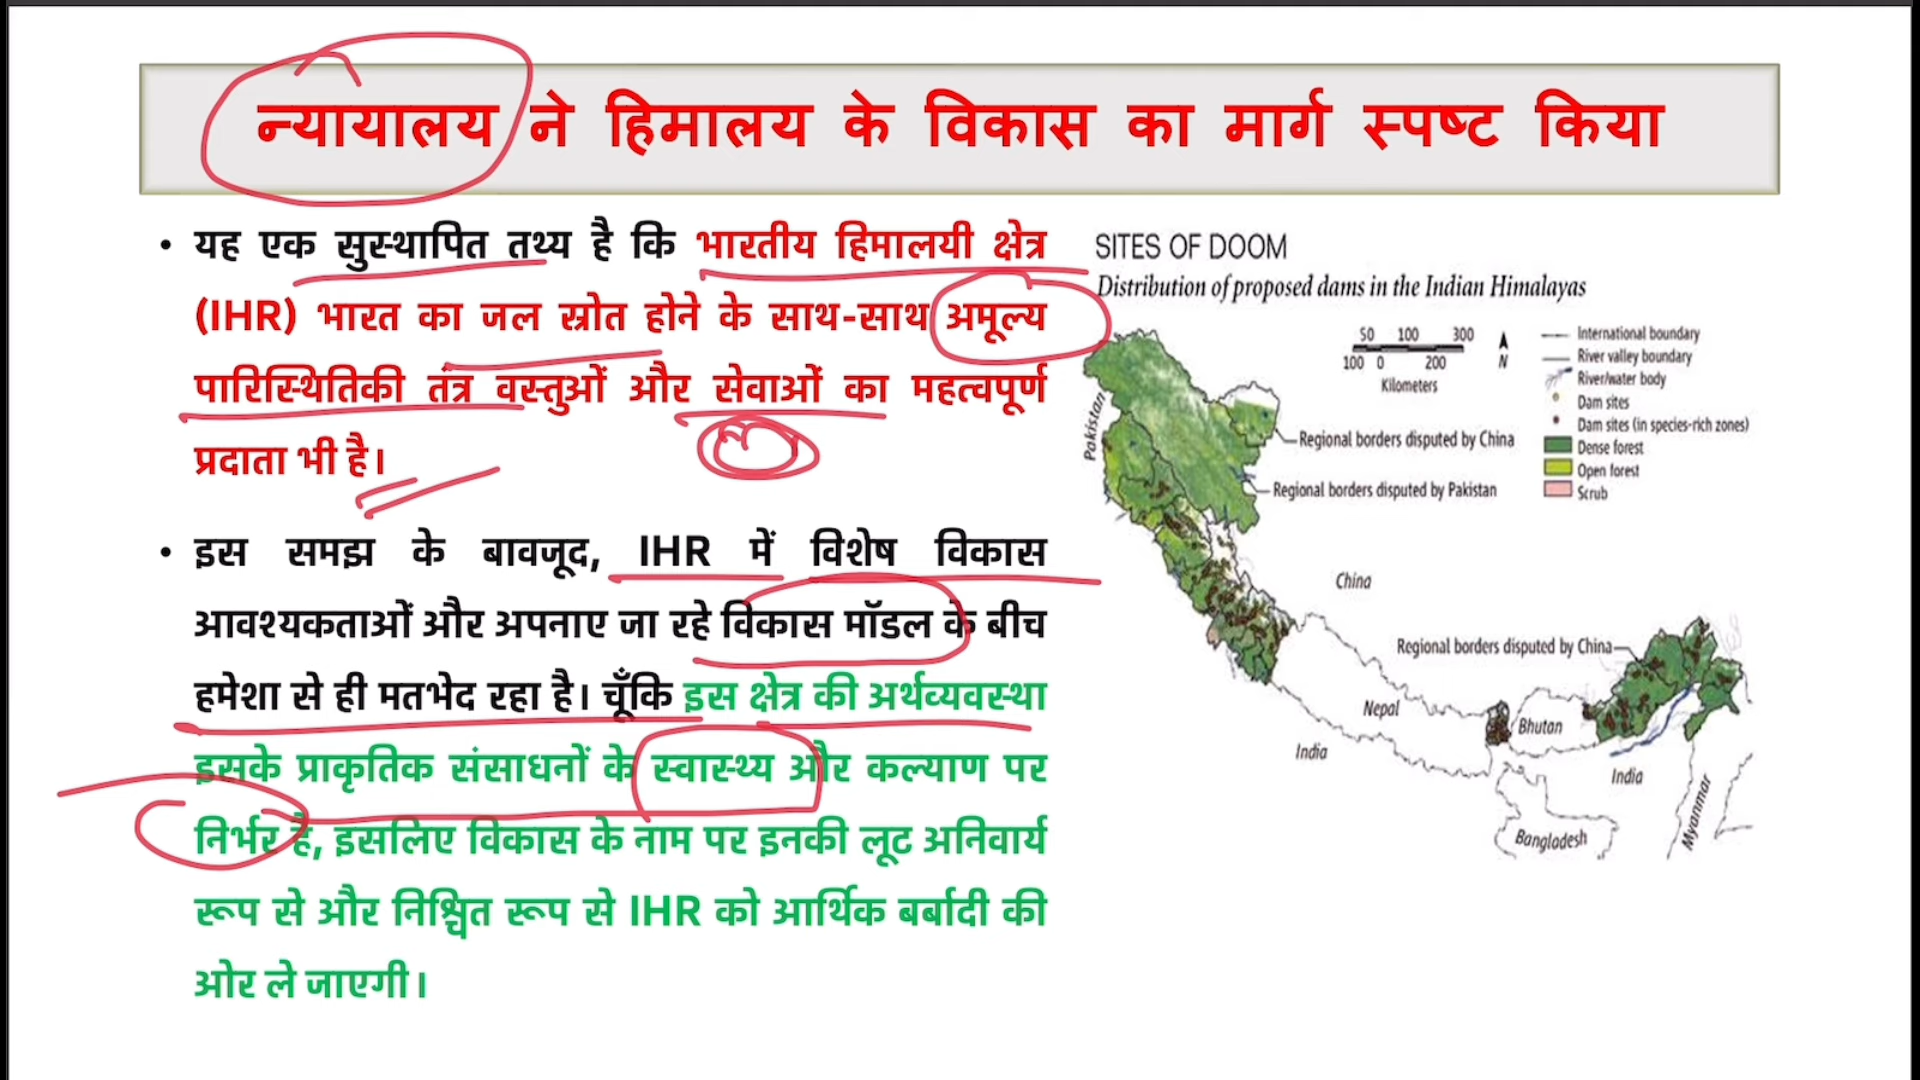 न्यायालय ने हिमालय के विकास का मार्ग स्पष्ट किया
• यह एक सुस्थापित तथ्य है कि भारतीय हिमालयी क्षेत्र
(IHR) भारत का जल स्रोत होने के साथ-साथ अमूल्य
पारिस्थितिकी तंत्र वस्तुओं और सेवाओं का महत्वपूर्ण
प्रदाता भी है।
• इस समझ के बावजूद, IHR में विशेष विकास
आवश्यकताओं और अपनाए जा रहे विकास मॉडल के बीच
हमेशा से ही मतभेद रहा है। चूँकि इस क्षेत्र की अर्थव्यवस्था
इसके प्राकृतिक संसाधनों के स्वास्थ्य और कल्याण पर
निर्भर है, इसलिए विकास के नाम पर इनकी लूट अनिवार्य
रूप से और निश्चित रूप से IHR को आर्थिक बर्बादी की
ओर ले जाएगी।
SITES OF DOOM
Distribution of proposed dams in the Indian Himalayas
50 100 300
100 0 200
Kilometers
N
International boundary
River valley boundary
River/water body
Dam sites
Dam sites (in species-rich zones)
Dense forest
Open forest
Scrub
Pakistan
Regional borders disputed by China
Regional borders disputed by Pakistan
China
Regional borders disputed by China
Nepal
Bhutan
India
India
Myanmar
Bangladesh